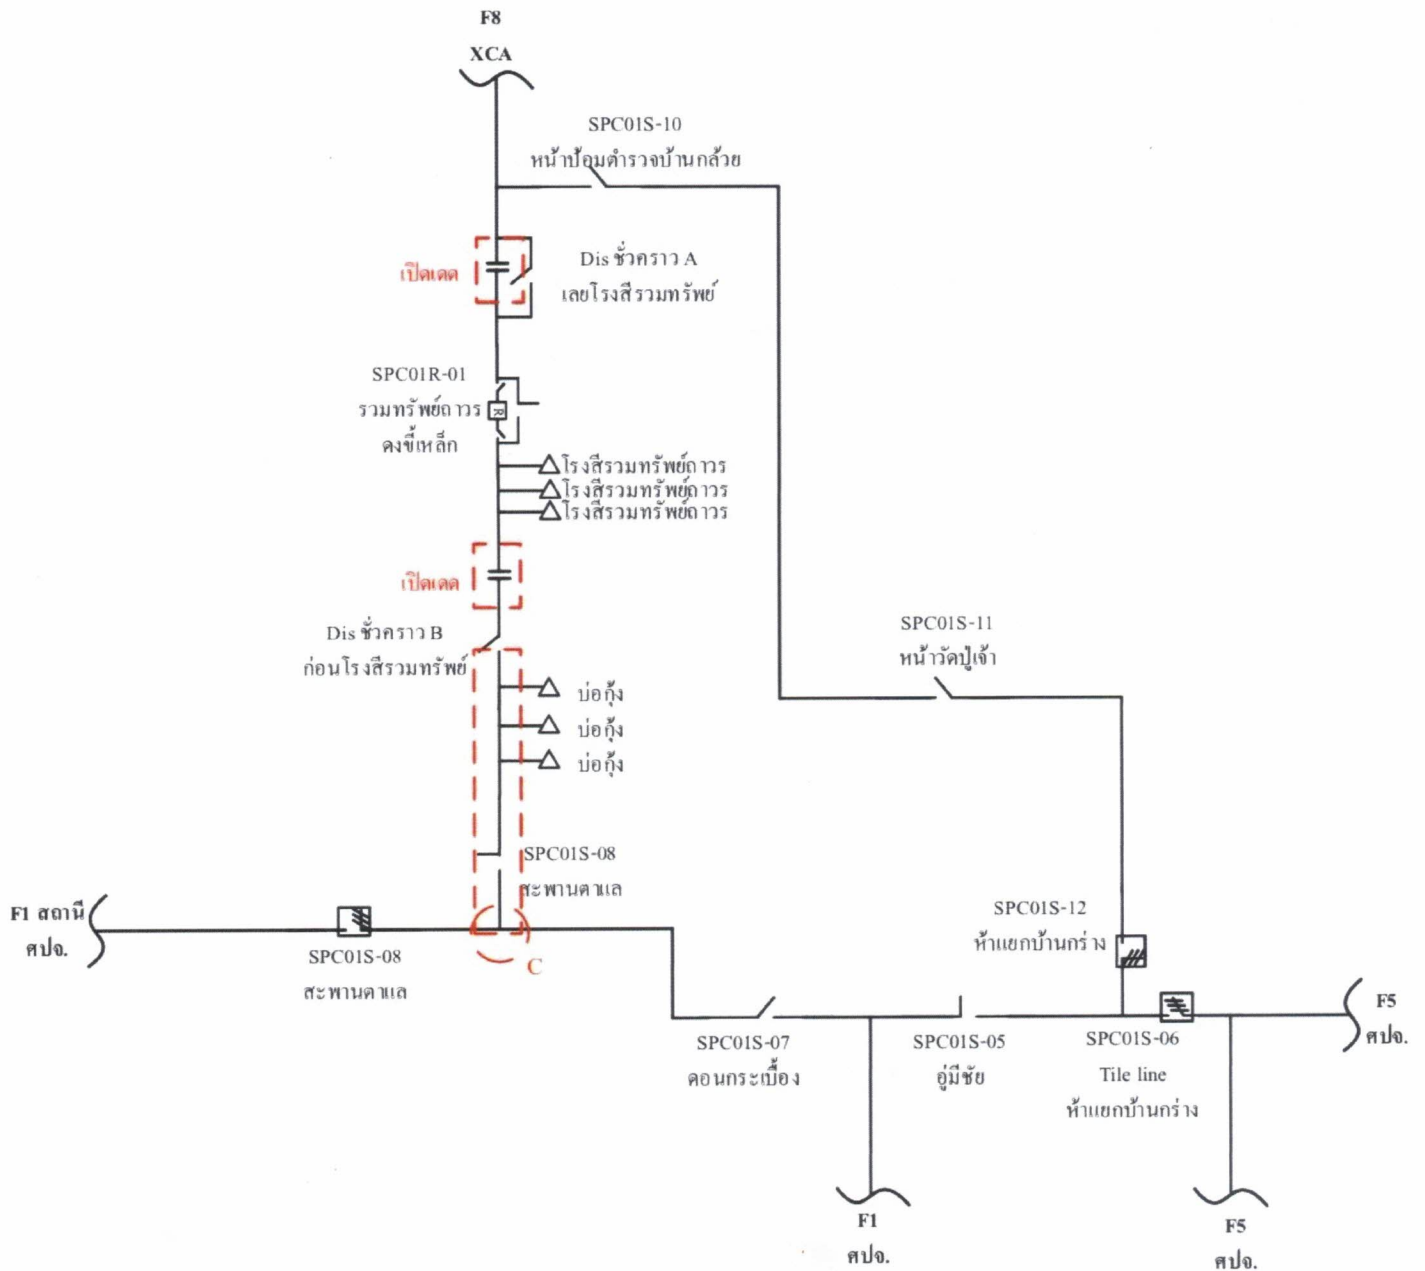 F8
XCA
SPC01S-10
หน้าป้อมตำรวจบ้านกล้วย
เปิดเดด
Dis ชั่วคราว A
เลยโรงสีรวมทรัพย์
SPC01R-01
รวมทรัพย์ถาวร
ดงขี้เหล็ก
R
โรงสีรวมทรัพย์ถาวร
โรงสีรวมทรัพย์ถาวร
โรงสีรวมทรัพย์ถาวร
เปิดเดด
Dis ชั่วคราว B
ก่อนโรงสีรวมทรัพย์
SPC01S-11
หน้าวัดปู่เจ้า
บ่อกุ้ง
บ่อกุ้ง
บ่อกุ้ง
SPC01S-08
สะพานตาแล
F1 สถานี
ศปจ.
SPC01S-08
สะพานตาแล
C
SPC01S-12
ห้าแยกบ้านกร่าง
SPC01S-07
ดอนกระเบื้อง
SPC01S-05
อู่มีชัย
SPC01S-06
Tile line
ห้าแยกบ้านกร่าง
F5
ศปจ.
F1
ศปจ.
F5
ศปจ.